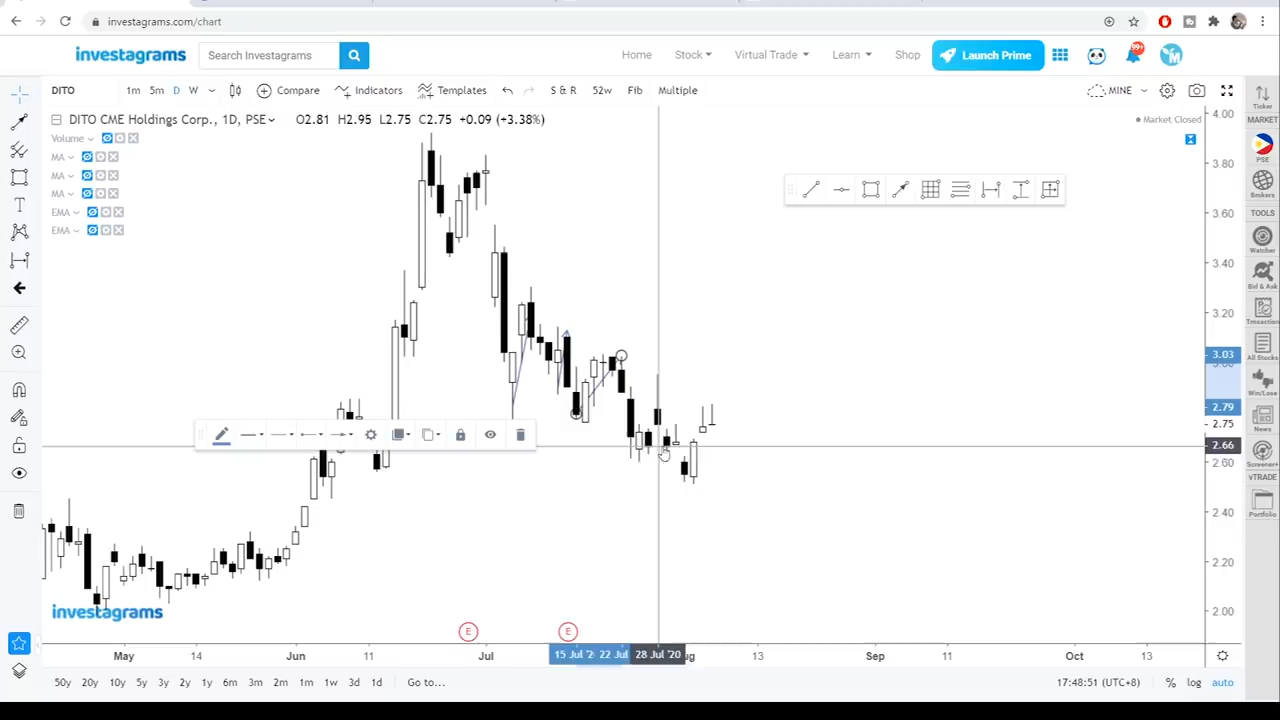 investagrams.com/chart
investagrams Search Investagrams Home Stock Virtual Trade Learn Shop Launch Prime 99+
DITO 1m 5m D W Compare Indicators Templates S & R 52w Fib Multiple MINE
DITO CME Holdings Corp., 1D, PSE O2.81 H2.95 L2.75 C2.75 +0.09 (+3.38%)
Market Closed
Volume
MA
MA
MA
EMA
EMA
4.00
3.80
3.60
3.40
3.20
3.03
2.79
2.75
2.66
2.60
2.40
2.20
2.00
Ticker
MARKET
PSE
Brokers
TOOLS
Watcher
Bid & Ask
Transaction
All Stocks
Win/Lose
News
Screener+
vTRADE
Portfolio
investagrams
E E
May 14 Jun 11 Jul 15 Jul '2 22 Jul 28 Jul '20 ug 13 Sep 11 Oct 13
50y 20y 10y 5y 3y 2y 1y 6m 3m 2m 1m 1w 3d 1d Go to... 17:48:51 (UTC+8) % log auto